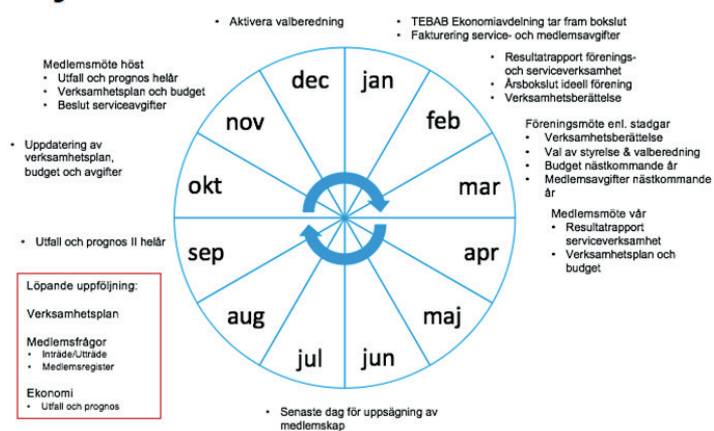 • Aktivera valberedning
• TEBAB Ekonomiavdelning tar fram bokslut
• Fakturering service- och medlemsavgifter
• Resultatrapport förenings-
och serviceverksamhet
• Årsbokslut ideell förening
• Verksamhetsberättelse
Medlemsmöte höst
• Utfall och prognos helår
• Verksamhetsplan och budget
• Beslut serviceavgifter
Föreningsmöte enl. stadgar
• Verksamhetsberättelse
• Val av styrelse & valberedning
• Budget nästkommande år
• Medlemsavgifter nästkommande
år
• Uppdatering av
verksamhetsplan,
budget och avgifter
Medlemsmöte vår
• Resultatrapport
serviceverksamhet
• Verksamhetsplan och
budget
• Utfall och prognos II helår
jan
feb
mar
apr
maj
jun
jul
aug
sep
okt
nov
dec
Löpande uppföljning:
Verksamhetsplan
Medlemsfrågor
• Inträde/Utträde
• Medlemsregister
Ekonomi
• Utfall och prognos
• Senaste dag för uppsägning av
medlemskap